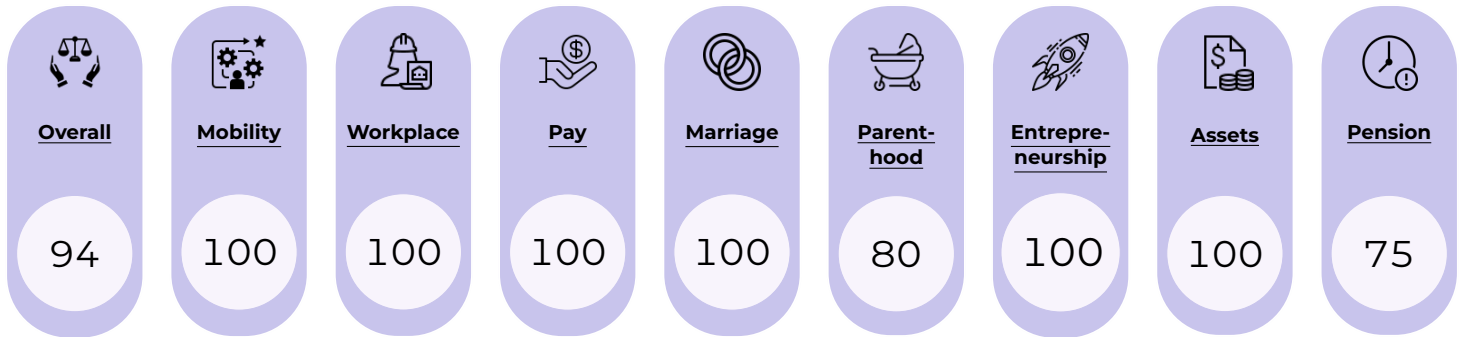 Overall
94
Mobility
100
Workplace
100
Pay
100
Marriage
100
Parent-
hood
80
Entrepre-
neurship
100
$
Assets
100
Pension
75